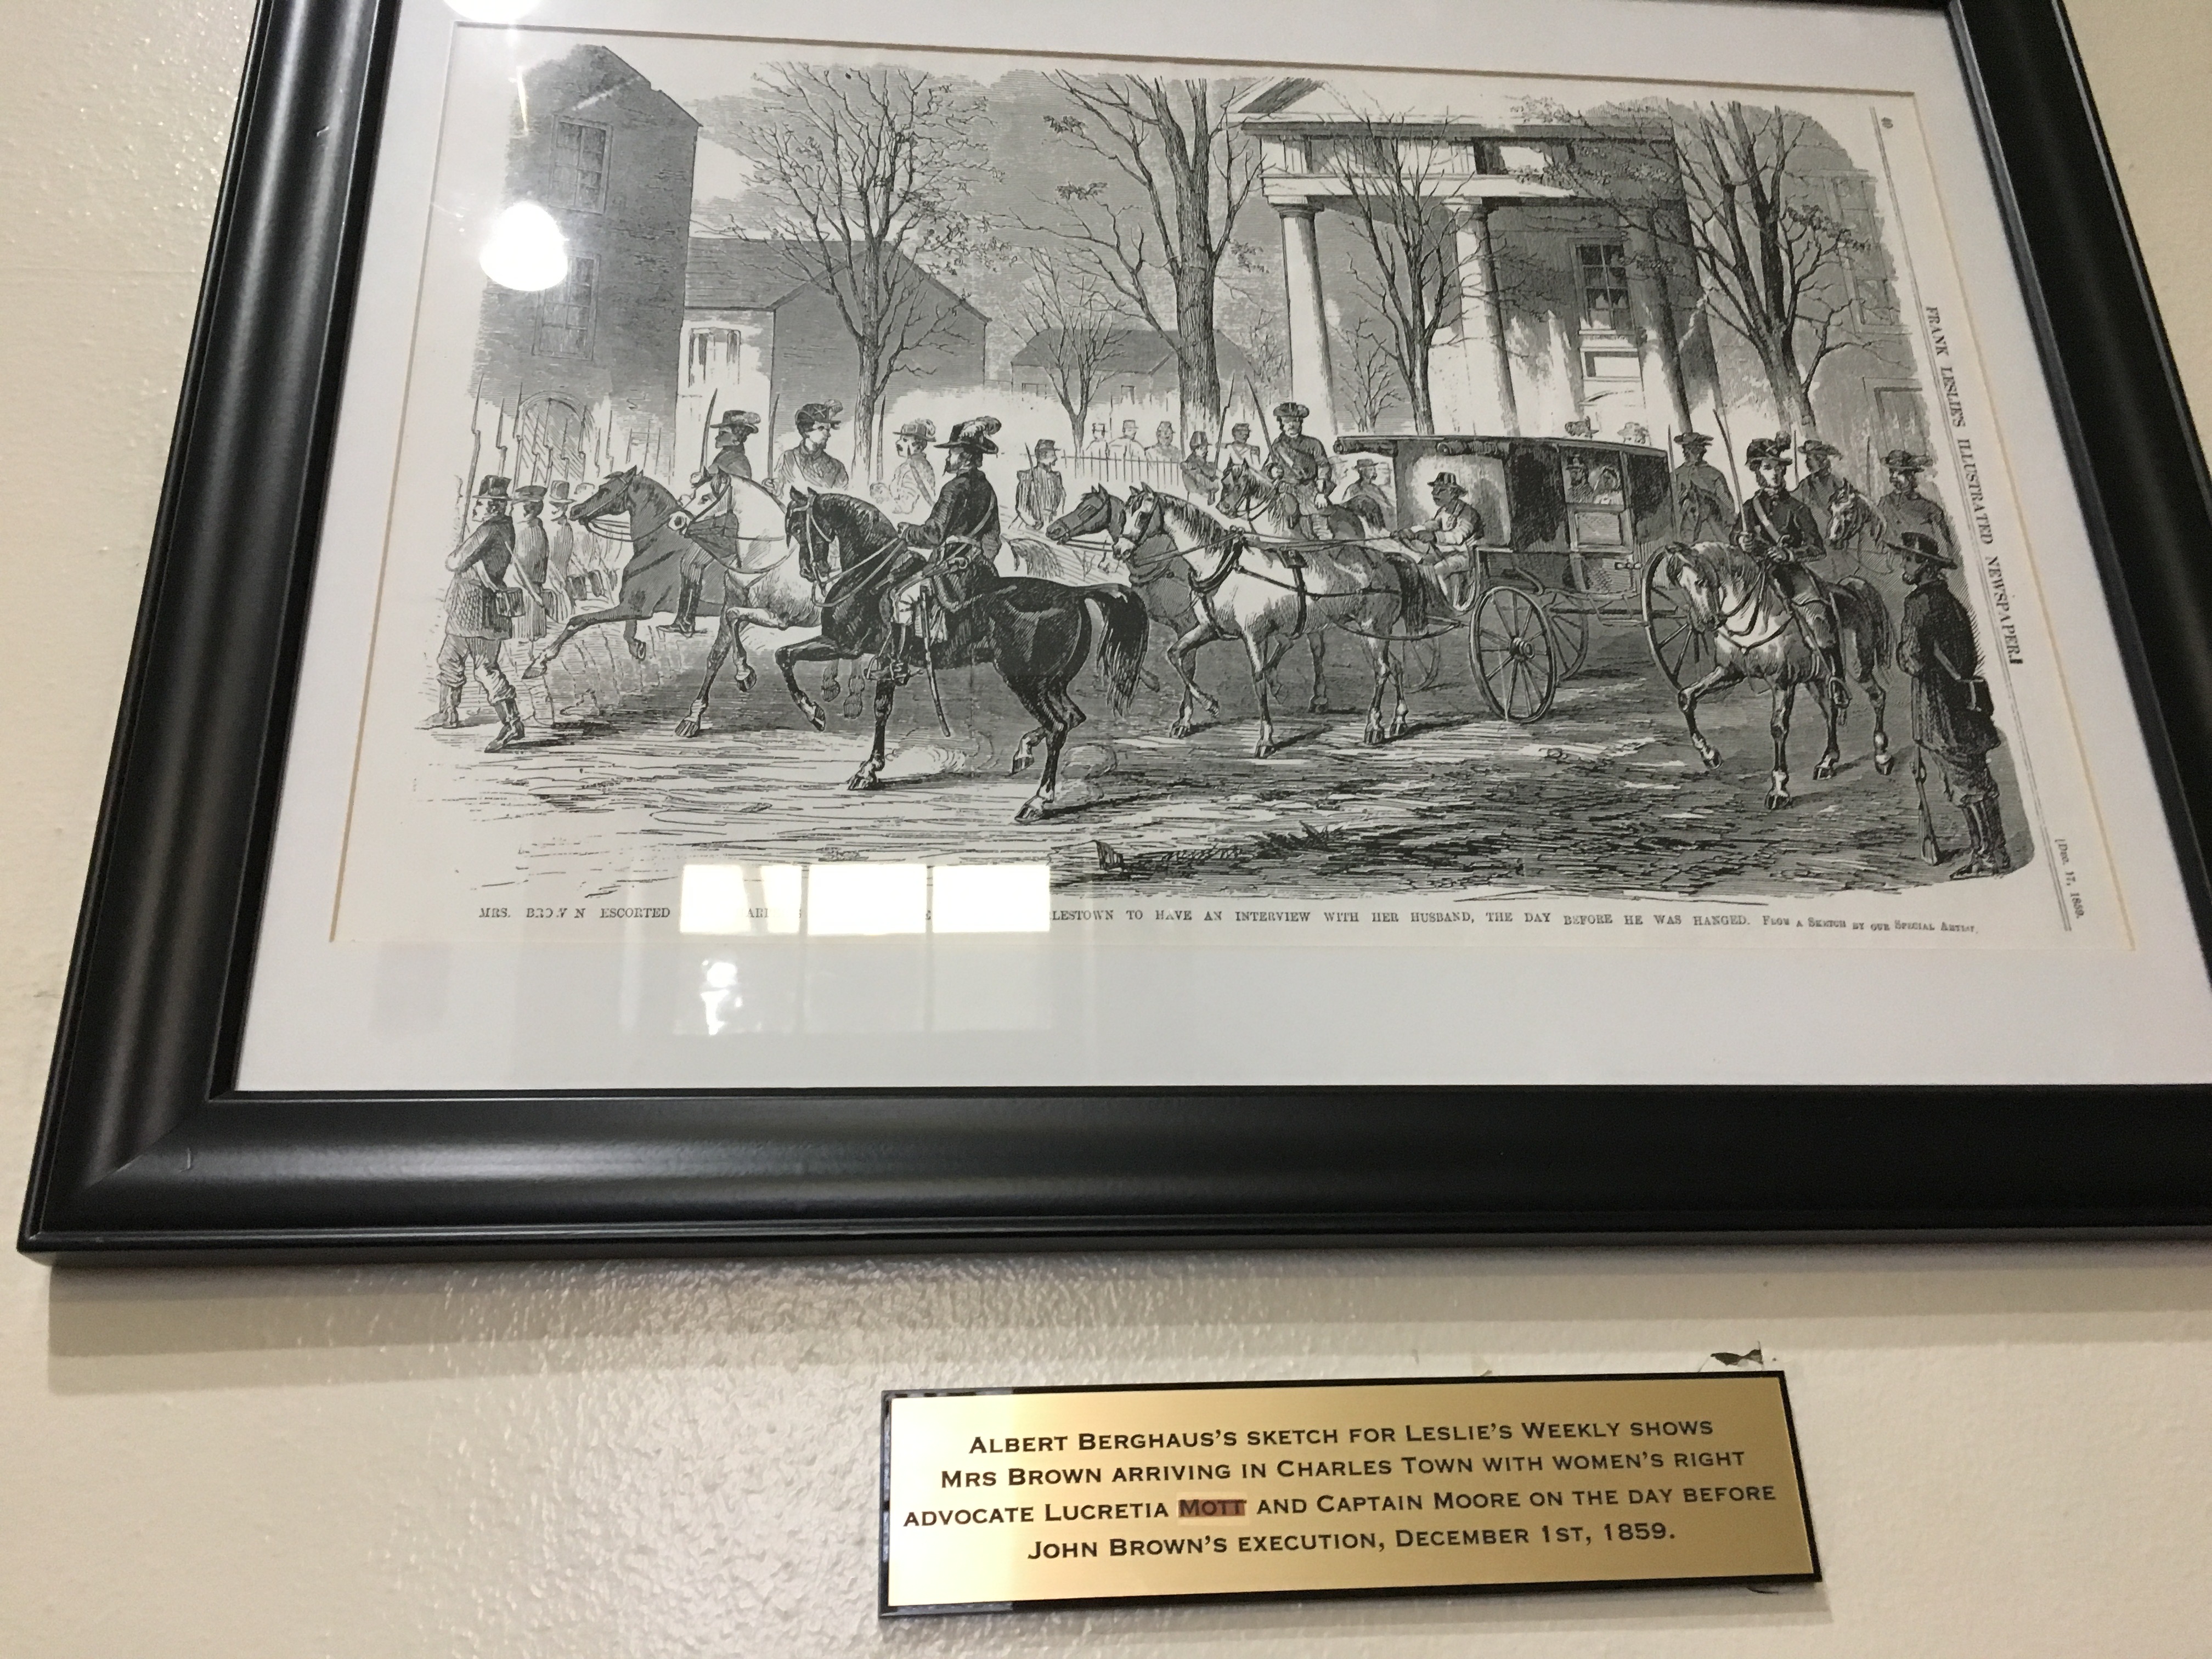 FRANK LESLIE'S ILLUSTRATED NEWSPAPER.
[DEC. 17, 1859.
MRS. BROWN ESCORTED LESTOWN TO HAVE AN INTERVIEW WITH HER HUSBAND, THE DAY BEFORE HE WAS HANGED. FROM A SKETCH BY OUR SPECIAL ARTIST.
ALBERT BERGHAUS'S SKETCH FOR LESLIE'S WEEKLY SHOWS
MRS BROWN ARRIVING IN CHARLES TOWN WITH WOMEN'S RIGHT
ADVOCATE LUCRETIA MOTT AND CAPTAIN MOORE ON THE DAY BEFORE
JOHN BROWN'S EXECUTION, DECEMBER 1ST, 1859.